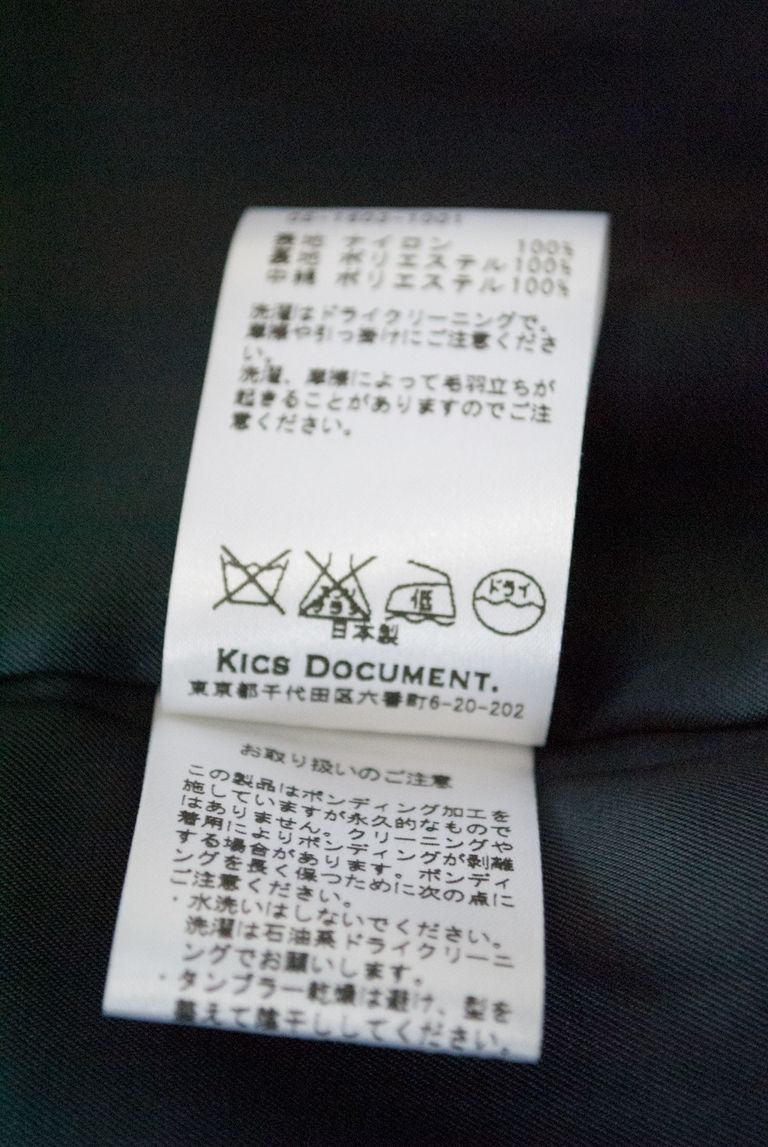 表地 ナイロン 100%
裏地 ポリエステル 100%
中綿 ポリエステル 100%
洗濯はドライクリーニングで、
摩擦や引っ掛けにご注意くださ
い。
洗濯、摩擦によって毛羽立ちが
起きることがありますのでご注
意ください。
低 ドライ
日本製
KICS DOCUMENT.
東京都千代田区六番町6-20-202
お取り扱いのご注意
この製品はボンディング加工を
施していますが永久的なもので
はありません。クリーニングや
着用によりボンディングが剥離
する場合があります。ボンディ
ングを長く保つために次の点に
ご注意ください。
・水洗いはしないでください。
洗濯は石油系ドライクリーニ
ングでお願いします。
・タンブラー乾燥は避け、型を
整えて陰干ししてください。